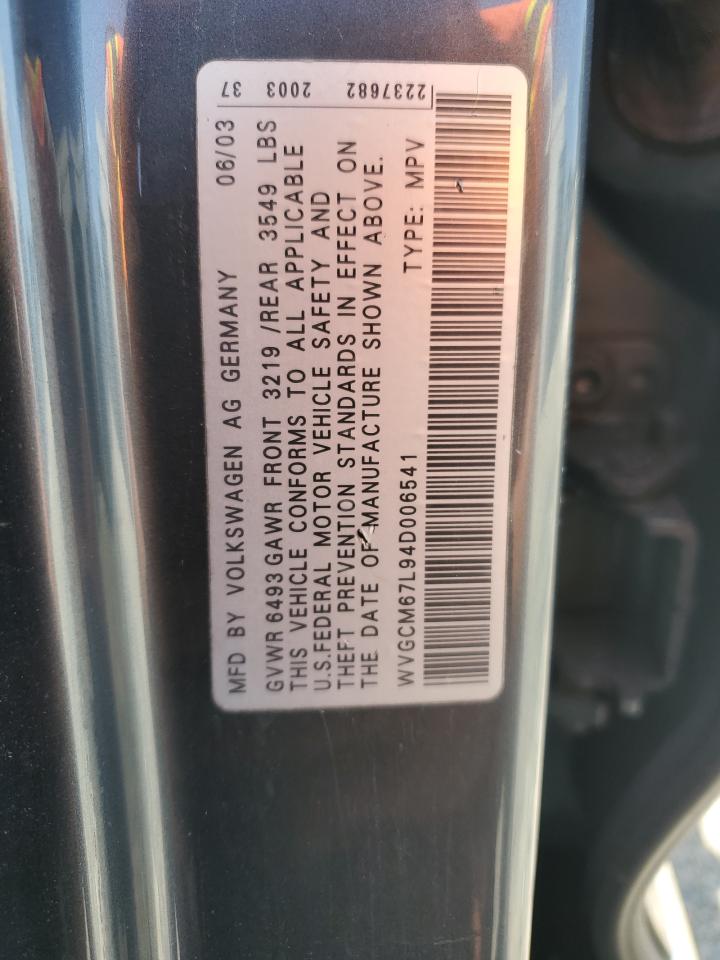 MFD BY VOLKSWAGEN AG GERMANY 06/03
GVWR 6493 GAWR FRONT 3219 /REAR 3549 LBS
THIS VEHICLE CONFORMS TO ALL APPLICABLE
U.S.FEDERAL MOTOR VEHICLE SAFETY AND
THEFT PREVENTION STANDARDS IN EFFECT ON
THE DATE OF MANUFACTURE SHOWN ABOVE.
WVGCM67L94D006541 TYPE: MPV
37 2003 2237682